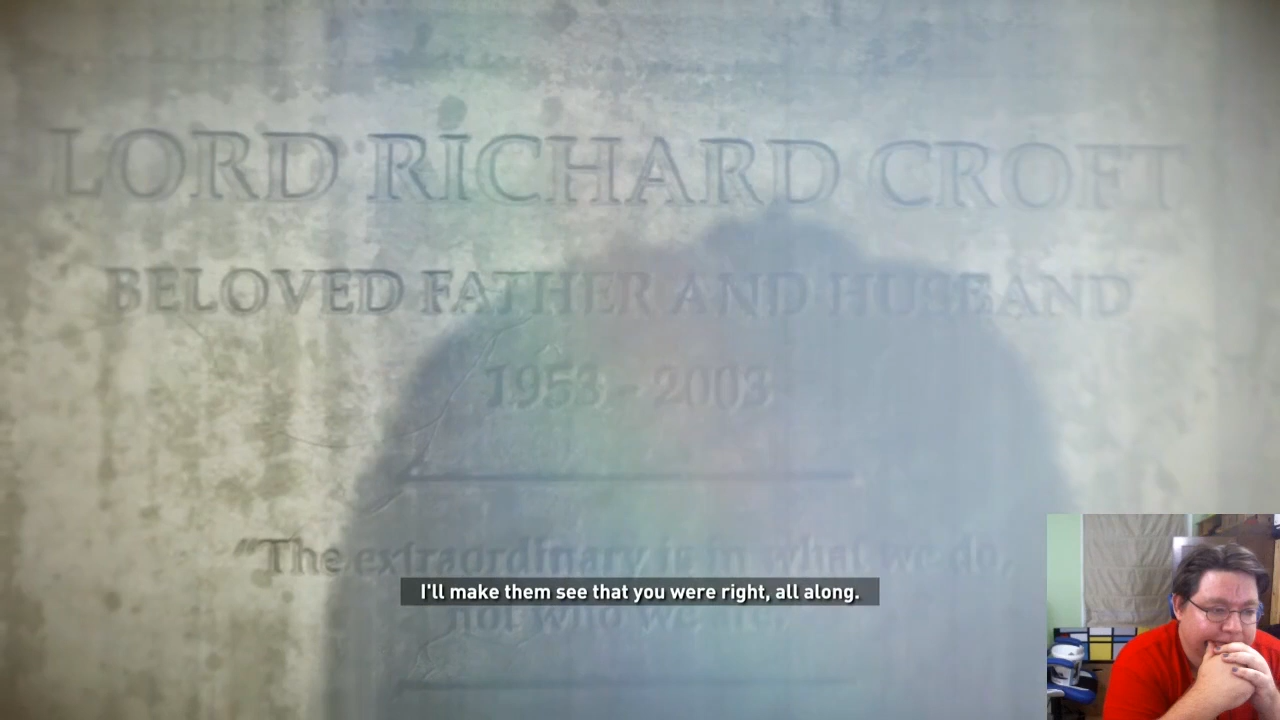 LORD RICHARD CROFT
BELOVED FATHER AND HUSBAND
1953 - 2003
"The extraordinary is in what we do,
I'll make them see that you were right, all along.
not who we are."